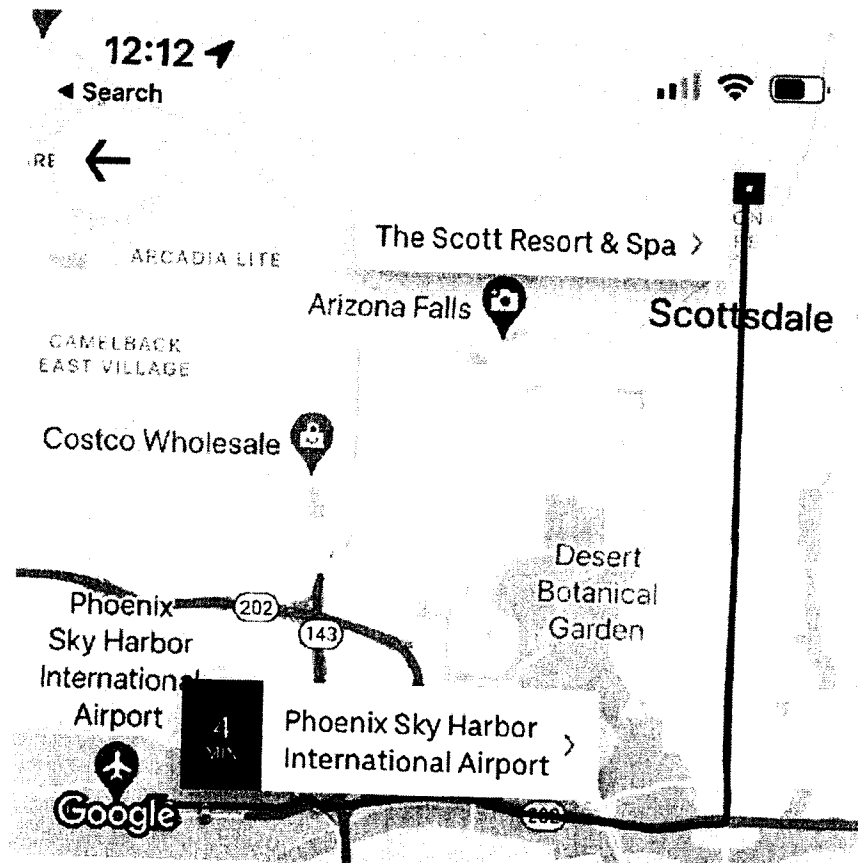 12:12
◀ Search
ARCADIA LITE
The Scott Resort & Spa >
Arizona Falls
Scottsdale
CAMELBACK
EAST VILLAGE
Costco Wholesale
Desert
Botanical
Garden
202
143
Phoenix
Sky Harbor
International
Airport
4
MIN
Phoenix Sky Harbor
International Airport >
Google
202